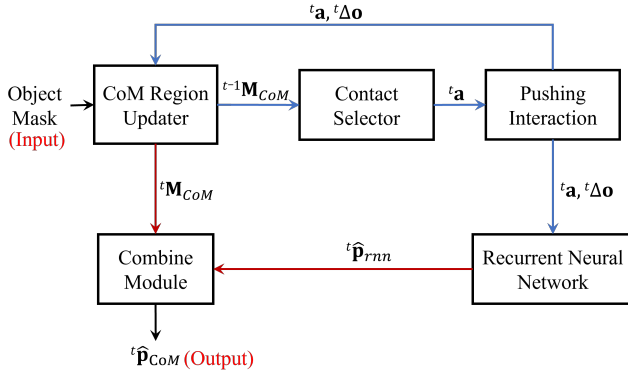 ᵗ𝐚, ᵗΔ𝐨
Object
Mask
(Input)
CoM Region
Updater
ᵗ⁻¹𝐌_CoM
Contact
Selector
ᵗ𝐚
Pushing
Interaction
ᵗ𝐌_CoM
ᵗ𝐚, ᵗΔ𝐨
Combine
Module
ᵗ𝐩̂_rnn
Recurrent Neural
Network
ᵗ𝐩̂_CoM (Output)